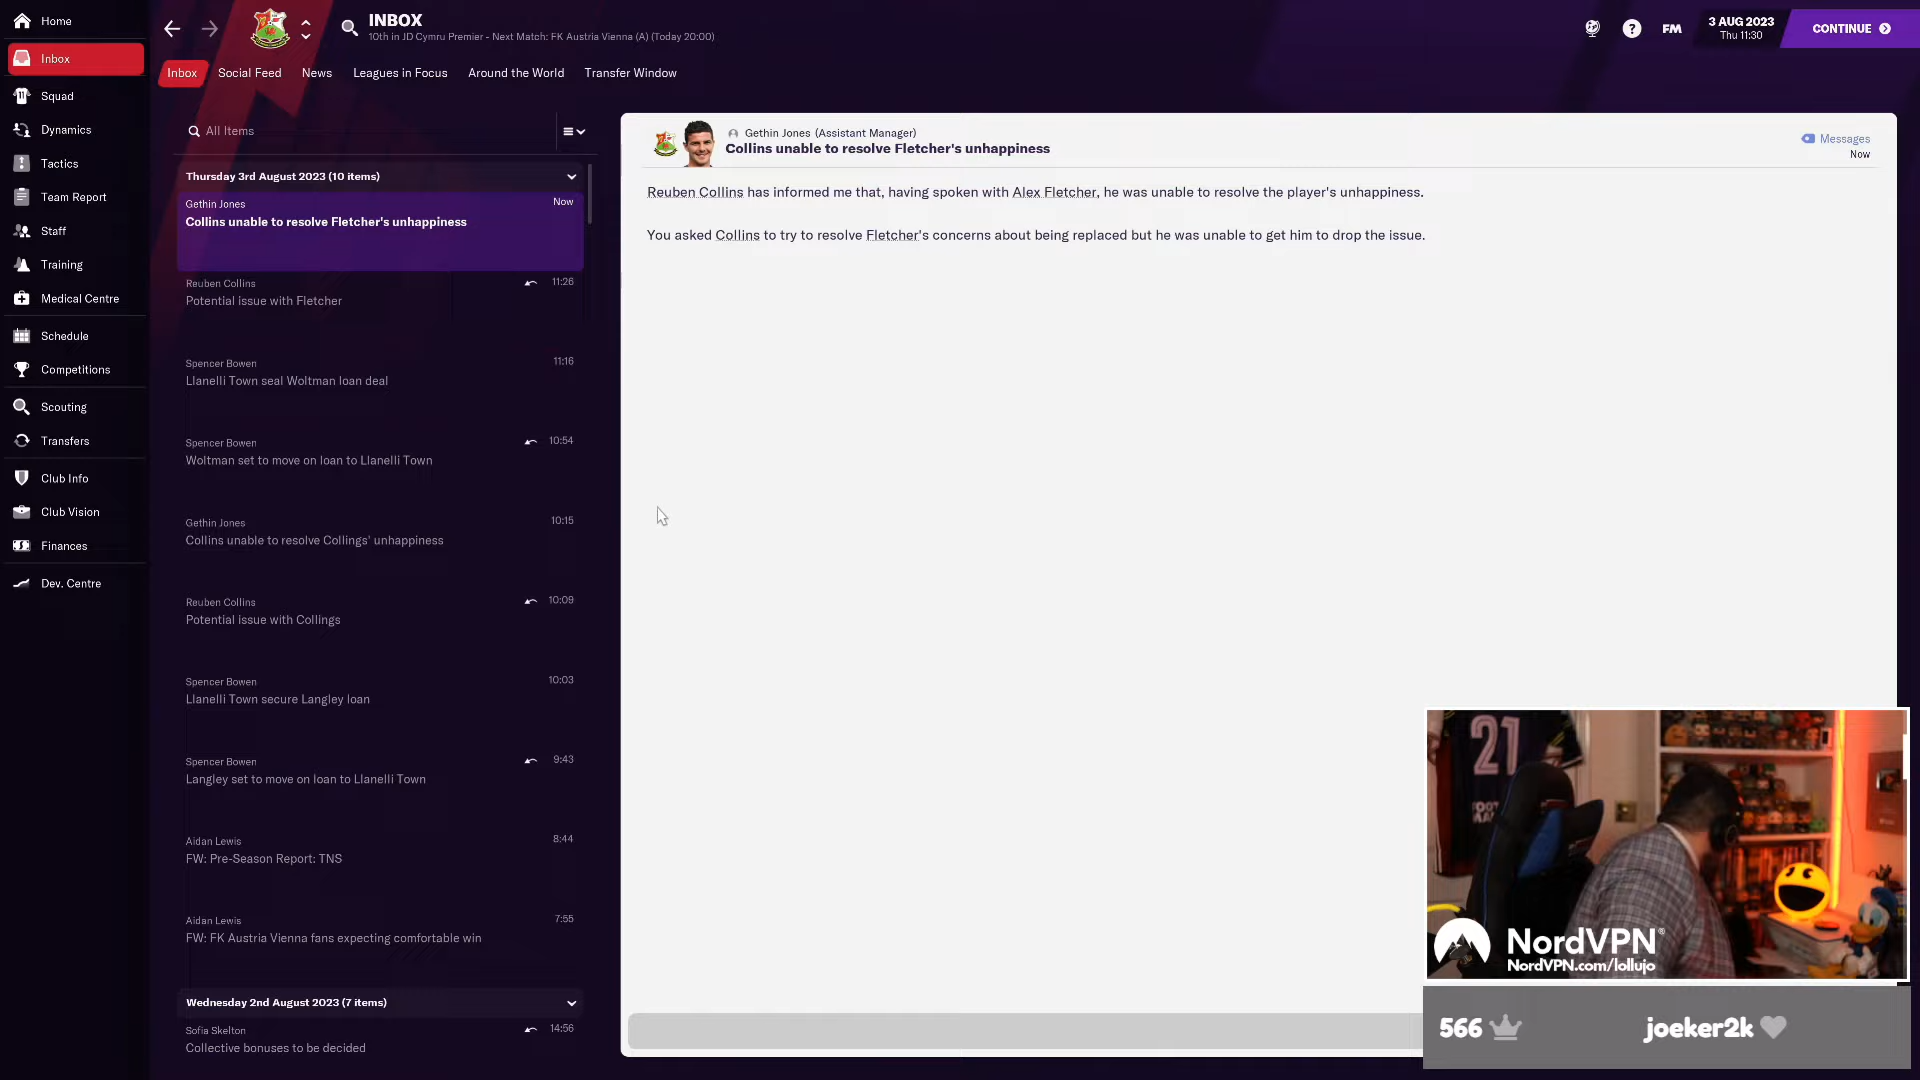 Home
Inbox
Squad
Dynamics
Tactics
Team Report
Staff
Training
Medical Centre
Schedule
Competitions
Scouting
Transfers
Club Info
Club Vision
Finances
Dev. Centre
INBOX
10th in JD Cymru Premier - Next Match: FK Austria Vienna (A) (Today 20:00)
?
FM
3 AUG 2023
Thu 11:30
CONTINUE
Inbox Social Feed News Leagues in Focus Around the World Transfer Window
All Items
Thursday 3rd August 2023 (10 items)
Gethin Jones Now
Collins unable to resolve Fletcher's unhappiness
Reuben Collins 11:26
Potential issue with Fletcher
Spencer Bowen 11:16
Llanelli Town seal Woltman loan deal
Spencer Bowen 10:54
Woltman set to move on loan to Llanelli Town
Gethin Jones 10:15
Collins unable to resolve Collings' unhappiness
Reuben Collins 10:09
Potential issue with Collings
Spencer Bowen 10:03
Llanelli Town secure Langley loan
Spencer Bowen 9:43
Langley set to move on loan to Llanelli Town
Aidan Lewis 8:44
FW: Pre-Season Report: TNS
Aidan Lewis 7:55
FW: FK Austria Vienna fans expecting comfortable win
Wednesday 2nd August 2023 (7 items)
Sofia Skelton 14:56
Collective bonuses to be decided
Gethin Jones (Assistant Manager)
Collins unable to resolve Fletcher's unhappiness
Messages
Now
Reuben Collins has informed me that, having spoken with Alex Fletcher, he was unable to resolve the player's unhappiness.
You asked Collins to try to resolve Fletcher's concerns about being replaced but he was unable to get him to drop the issue.
21
NordVPN®
NordVPN.com/lollujo
566
joeker2k